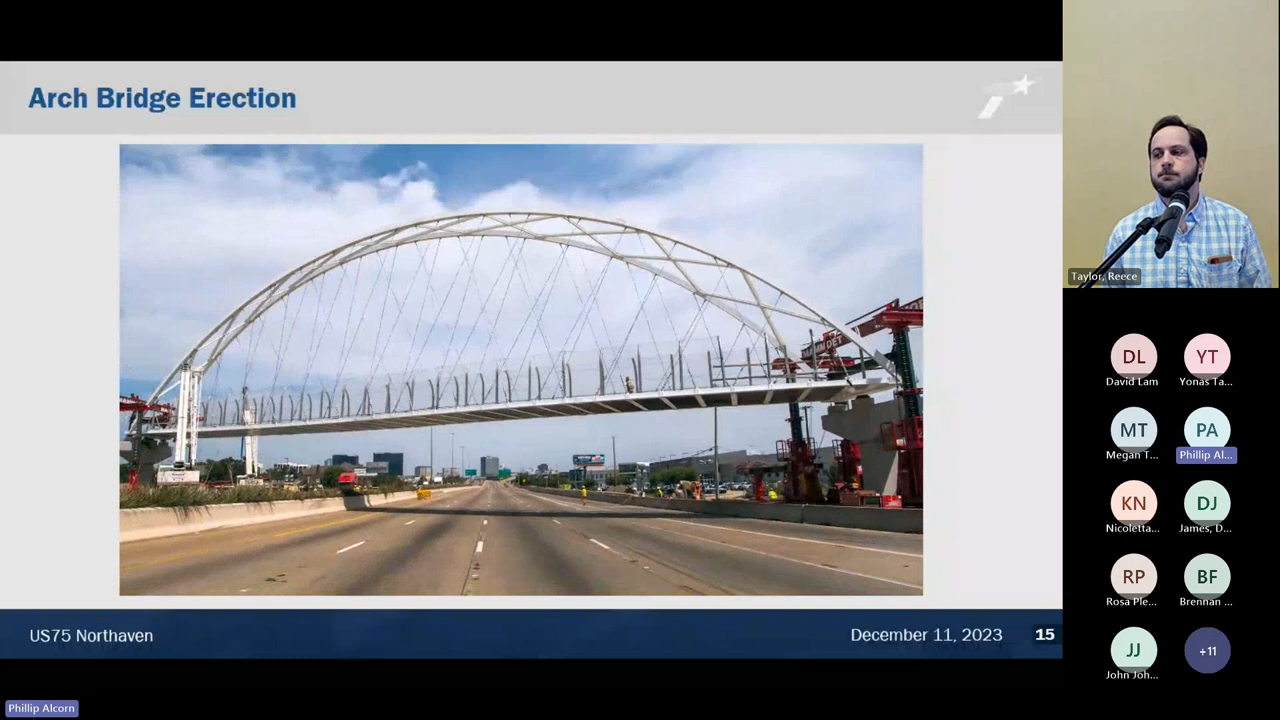 Arch Bridge Erection
US75 Northaven
December 11, 2023
15
Phillip Alcorn
Taylor, Reece
DL
David Lam
YT
Yonas Ta...
MT
Megan T...
PA
Phillip Al...
KN
Nicoletta...
DJ
James, D...
RP
Rosa Ple...
BF
Brennan ...
JJ
John Joh...
+11